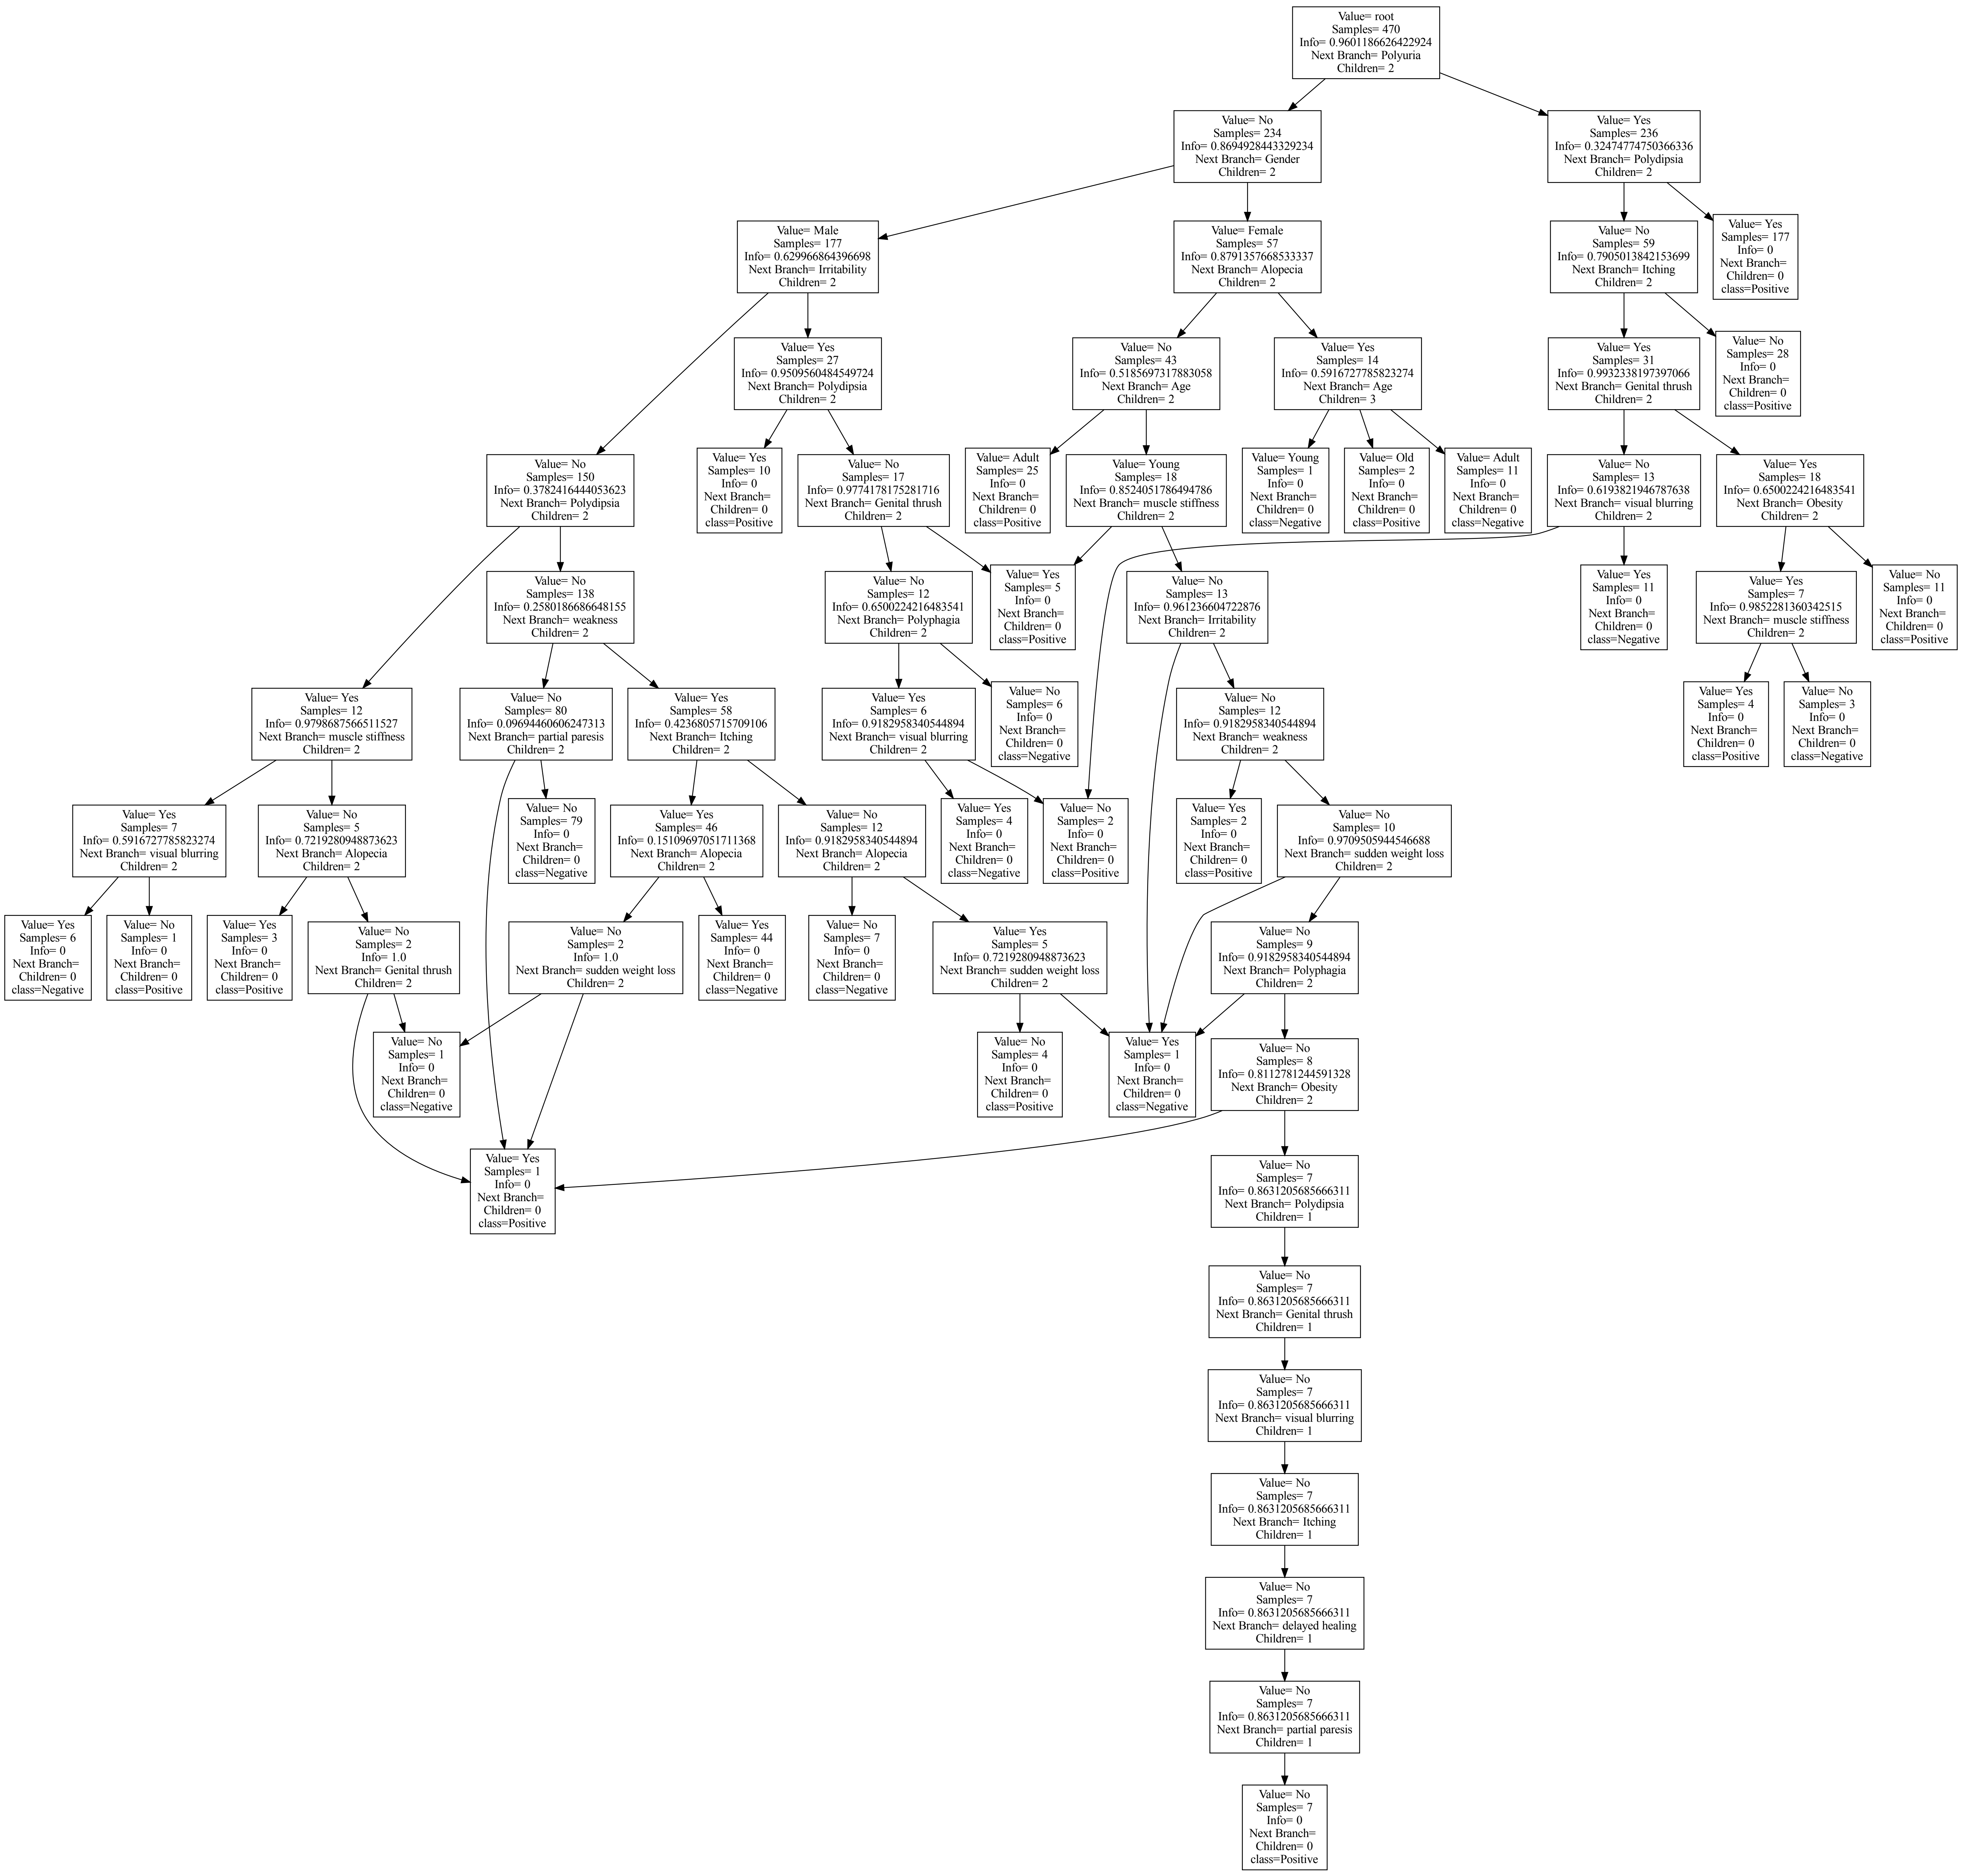 Value= root
Samples= 470
Info= 0.9601186626422924
Next Branch= Polyuria
Children= 2
Value= No
Samples= 234
Info= 0.8694928443329234
Next Branch= Gender
Children= 2
Value= Yes
Samples= 236
Info= 0.32474774750366336
Next Branch= Polydipsia
Children= 2
Value= Male
Samples= 177
Info= 0.629966864396698
Next Branch= Irritability
Children= 2
Value= Female
Samples= 57
Info= 0.8791357668533337
Next Branch= Alopecia
Children= 2
Value= No
Samples= 59
Info= 0.7905013842153699
Next Branch= Itching
Children= 2
Value= Yes
Samples= 177
Info= 0
Next Branch=
Children= 0
class=Positive
Value= Yes
Samples= 27
Info= 0.9509560484549724
Next Branch= Polydipsia
Children= 2
Value= No
Samples= 43
Info= 0.5185697317883058
Next Branch= Age
Children= 2
Value= Yes
Samples= 14
Info= 0.5916727785823274
Next Branch= Age
Children= 3
Value= Yes
Samples= 31
Info= 0.9932338197397066
Next Branch= Genital thrush
Children= 2
Value= No
Samples= 28
Info= 0
Next Branch=
Children= 0
class=Positive
Value= No
Samples= 150
Info= 0.3782416444053623
Next Branch= Polydipsia
Children= 2
Value= Yes
Samples= 10
Info= 0
Next Branch=
Children= 0
class=Positive
Value= No
Samples= 17
Info= 0.9774178175281716
Next Branch= Genital thrush
Children= 2
Value= Adult
Samples= 25
Info= 0
Next Branch=
Children= 0
class=Positive
Value= Young
Samples= 18
Info= 0.8524051786494786
Next Branch= muscle stiffness
Children= 2
Value= Young
Samples= 1
Info= 0
Next Branch=
Children= 0
class=Negative
Value= Old
Samples= 2
Info= 0
Next Branch=
Children= 0
class=Positive
Value= Adult
Samples= 11
Info= 0
Next Branch=
Children= 0
class=Negative
Value= No
Samples= 13
Info= 0.6193821946787638
Next Branch= visual blurring
Children= 2
Value= Yes
Samples= 18
Info= 0.6500224216483541
Next Branch= Obesity
Children= 2
Value= No
Samples= 138
Info= 0.2580186686648155
Next Branch= weakness
Children= 2
Value= No
Samples= 12
Info= 0.6500224216483541
Next Branch= Polyphagia
Children= 2
Value= Yes
Samples= 5
Info= 0
Next Branch=
Children= 0
class=Positive
Value= No
Samples= 13
Info= 0.961236604722876
Next Branch= Irritability
Children= 2
Value= Yes
Samples= 11
Info= 0
Next Branch=
Children= 0
class=Negative
Value= Yes
Samples= 7
Info= 0.9852281360342515
Next Branch= muscle stiffness
Children= 2
Value= No
Samples= 11
Info= 0
Next Branch=
Children= 0
class=Positive
Value= Yes
Samples= 12
Info= 0.9798687566511527
Next Branch= muscle stiffness
Children= 2
Value= No
Samples= 80
Info= 0.09694460606247313
Next Branch= partial paresis
Children= 2
Value= Yes
Samples= 58
Info= 0.4236805715709106
Next Branch= Itching
Children= 2
Value= Yes
Samples= 6
Info= 0.9182958340544894
Next Branch= visual blurring
Children= 2
Value= No
Samples= 6
Info= 0
Next Branch=
Children= 0
class=Negative
Value= No
Samples= 12
Info= 0.9182958340544894
Next Branch= weakness
Children= 2
Value= Yes
Samples= 4
Info= 0
Next Branch=
Children= 0
class=Positive
Value= No
Samples= 3
Info= 0
Next Branch=
Children= 0
class=Negative
Value= Yes
Samples= 7
Info= 0.5916727785823274
Next Branch= visual blurring
Children= 2
Value= No
Samples= 5
Info= 0.7219280948873623
Next Branch= Alopecia
Children= 2
Value= No
Samples= 79
Info= 0
Next Branch=
Children= 0
class=Negative
Value= Yes
Samples= 46
Info= 0.15109697051711368
Next Branch= Alopecia
Children= 2
Value= No
Samples= 12
Info= 0.9182958340544894
Next Branch= Alopecia
Children= 2
Value= Yes
Samples= 4
Info= 0
Next Branch=
Children= 0
class=Negative
Value= No
Samples= 2
Info= 0
Next Branch=
Children= 0
class=Positive
Value= Yes
Samples= 2
Info= 0
Next Branch=
Children= 0
class=Positive
Value= No
Samples= 10
Info= 0.9709505944546688
Next Branch= sudden weight loss
Children= 2
Value= Yes
Samples= 6
Info= 0
Next Branch=
Children= 0
class=Negative
Value= No
Samples= 1
Info= 0
Next Branch=
Children= 0
class=Positive
Value= Yes
Samples= 3
Info= 0
Next Branch=
Children= 0
class=Positive
Value= No
Samples= 2
Info= 1.0
Next Branch= Genital thrush
Children= 2
Value= No
Samples= 2
Info= 1.0
Next Branch= sudden weight loss
Children= 2
Value= Yes
Samples= 44
Info= 0
Next Branch=
Children= 0
class=Negative
Value= No
Samples= 7
Info= 0
Next Branch=
Children= 0
class=Negative
Value= Yes
Samples= 5
Info= 0.7219280948873623
Next Branch= sudden weight loss
Children= 2
Value= No
Samples= 9
Info= 0.9182958340544894
Next Branch= Polyphagia
Children= 2
Value= No
Samples= 1
Info= 0
Next Branch=
Children= 0
class=Negative
Value= No
Samples= 4
Info= 0
Next Branch=
Children= 0
class=Positive
Value= Yes
Samples= 1
Info= 0
Next Branch=
Children= 0
class=Negative
Value= No
Samples= 8
Info= 0.8112781244591328
Next Branch= Obesity
Children= 2
Value= Yes
Samples= 1
Info= 0
Next Branch=
Children= 0
class=Positive
Value= No
Samples= 7
Info= 0.8631205685666311
Next Branch= Polydipsia
Children= 1
Value= No
Samples= 7
Info= 0.8631205685666311
Next Branch= Genital thrush
Children= 1
Value= No
Samples= 7
Info= 0.8631205685666311
Next Branch= visual blurring
Children= 1
Value= No
Samples= 7
Info= 0.8631205685666311
Next Branch= Itching
Children= 1
Value= No
Samples= 7
Info= 0.8631205685666311
Next Branch= delayed healing
Children= 1
Value= No
Samples= 7
Info= 0.8631205685666311
Next Branch= partial paresis
Children= 1
Value= No
Samples= 7
Info= 0
Next Branch=
Children= 0
class=Positive